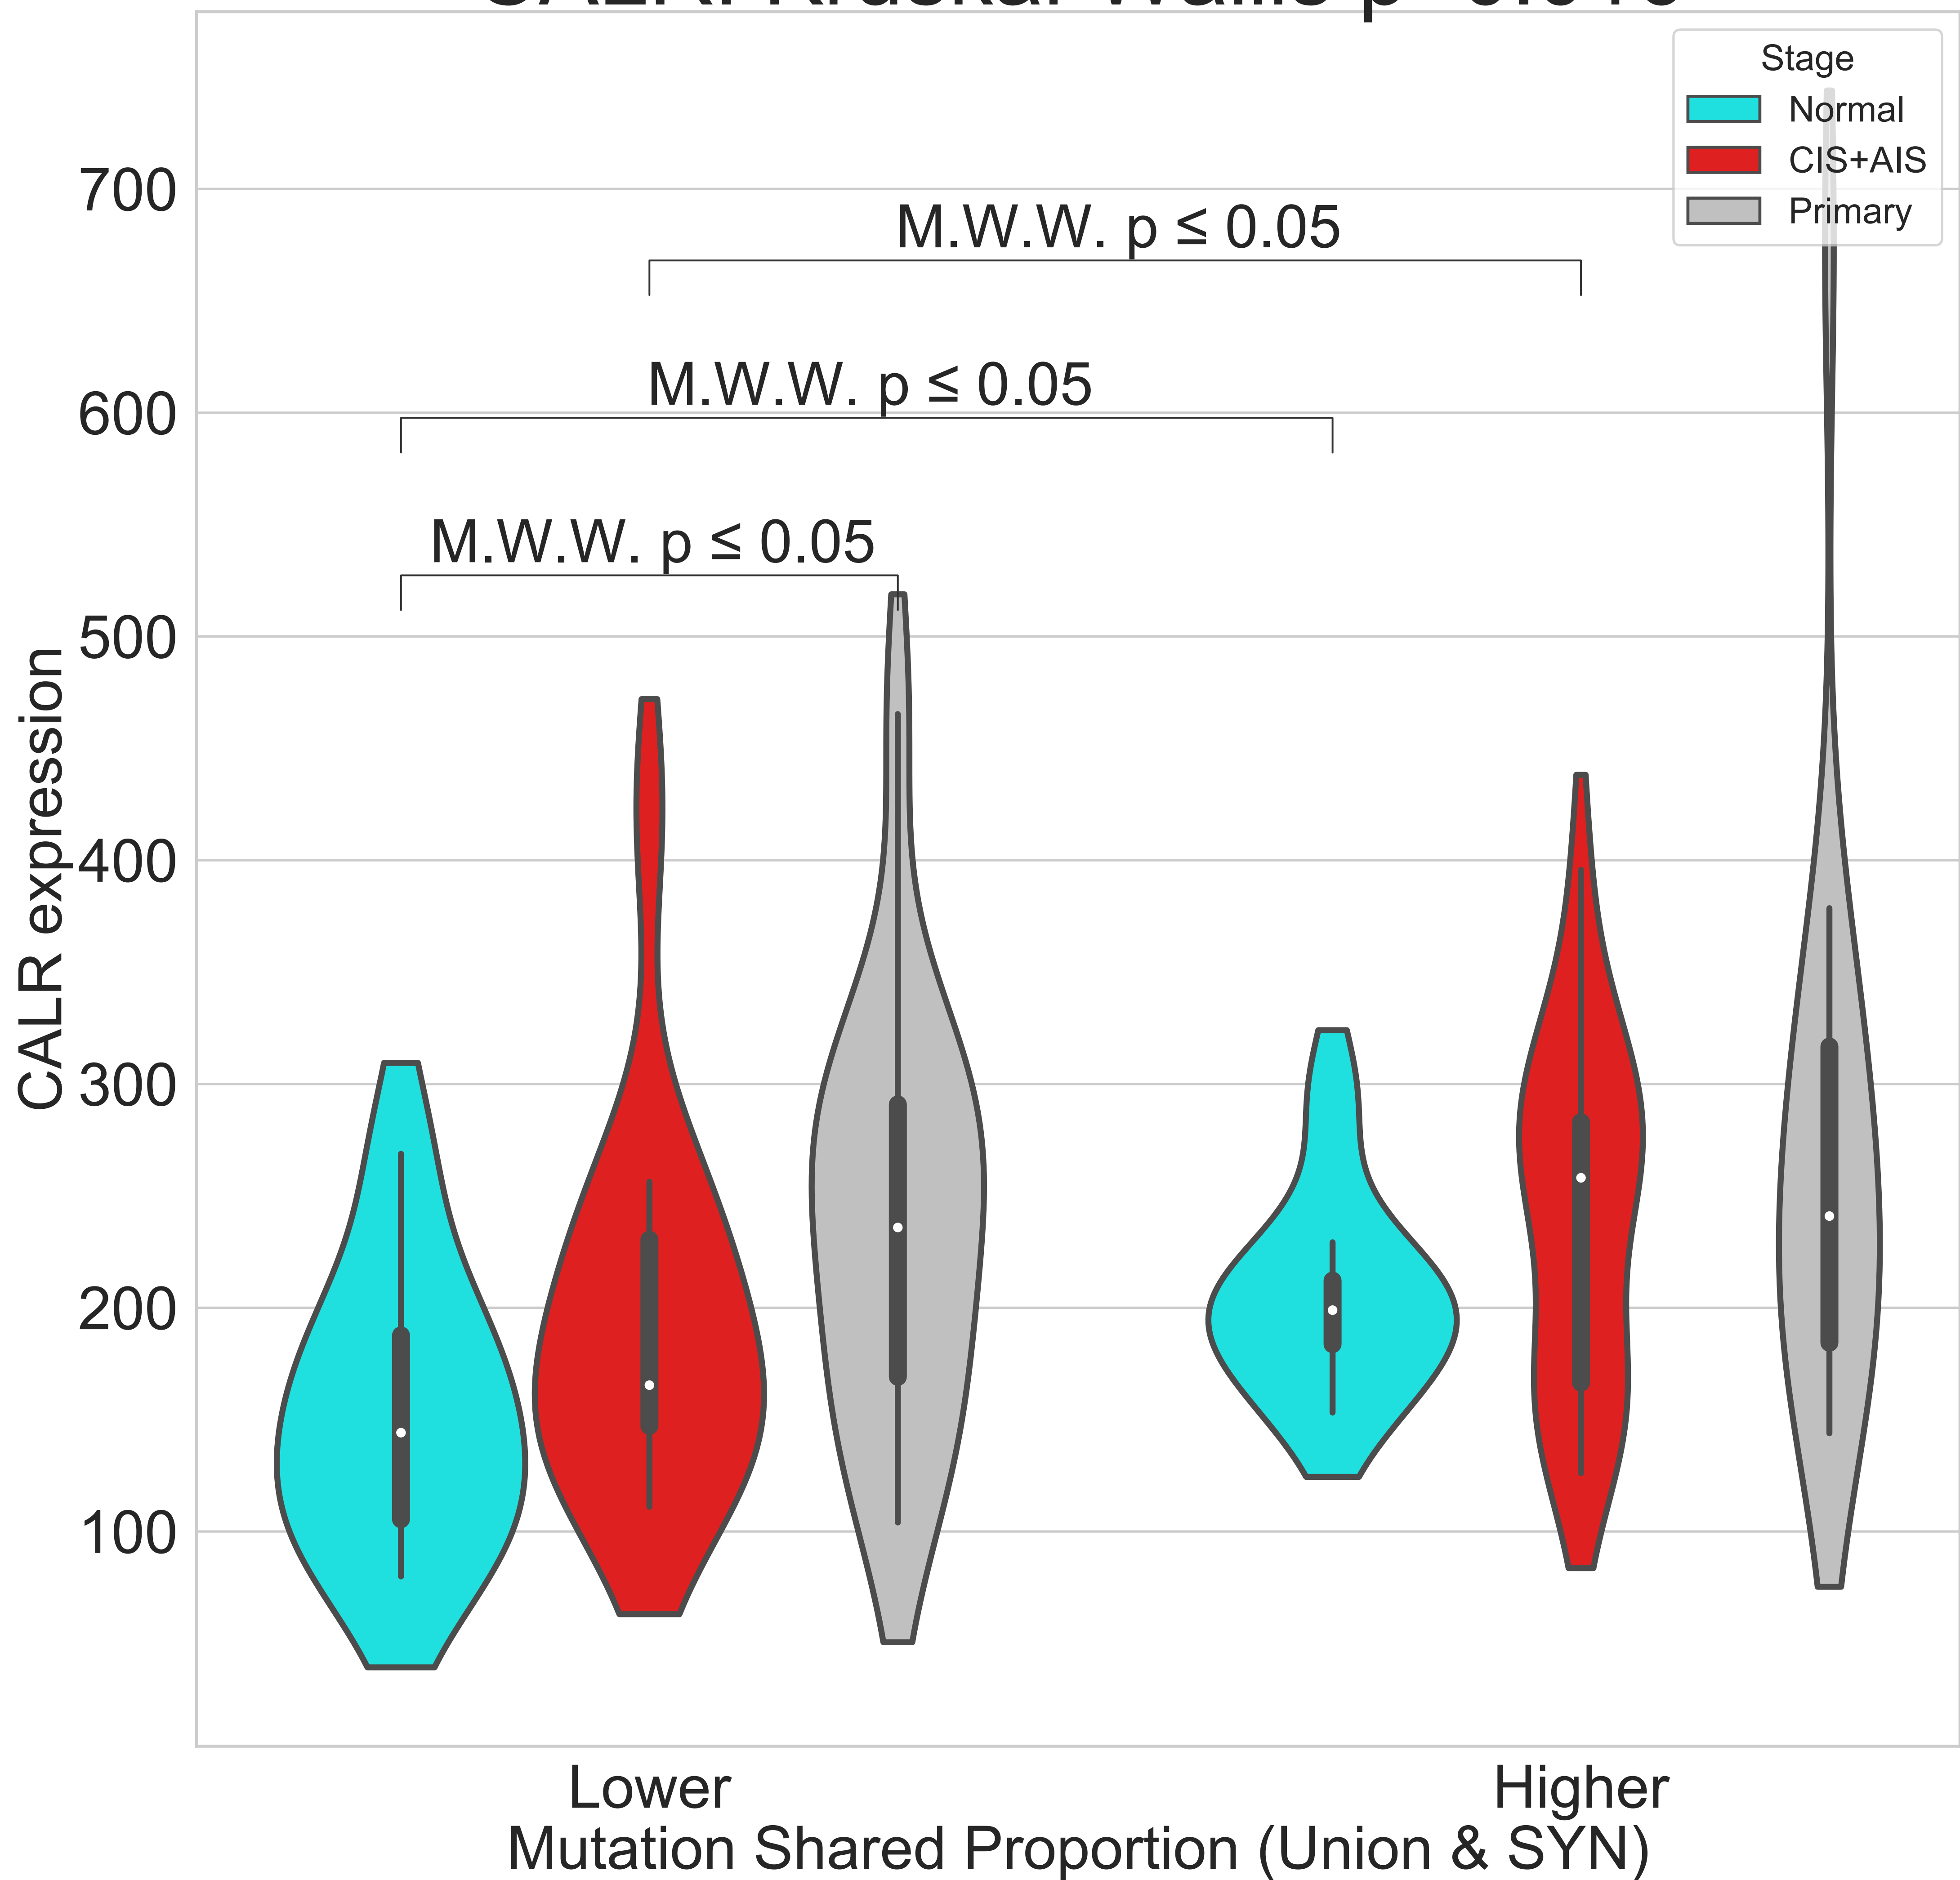 Stage
Normal
CIS+AIS
Primary
700
600
500
400
300
200
100
M.W.W. p ≤ 0.05
M.W.W. p ≤ 0.05
M.W.W. p ≤ 0.05
CALR expression
Lower
Higher
Mutation Shared Proportion (Union & SYN)